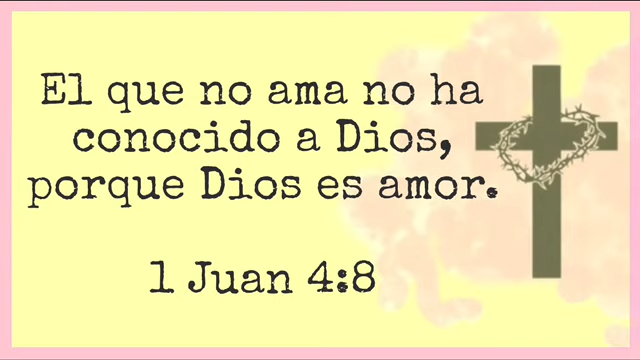 El que no ama no ha
conocido a Dios,
porque Dios es amor.
1 Juan 4:8